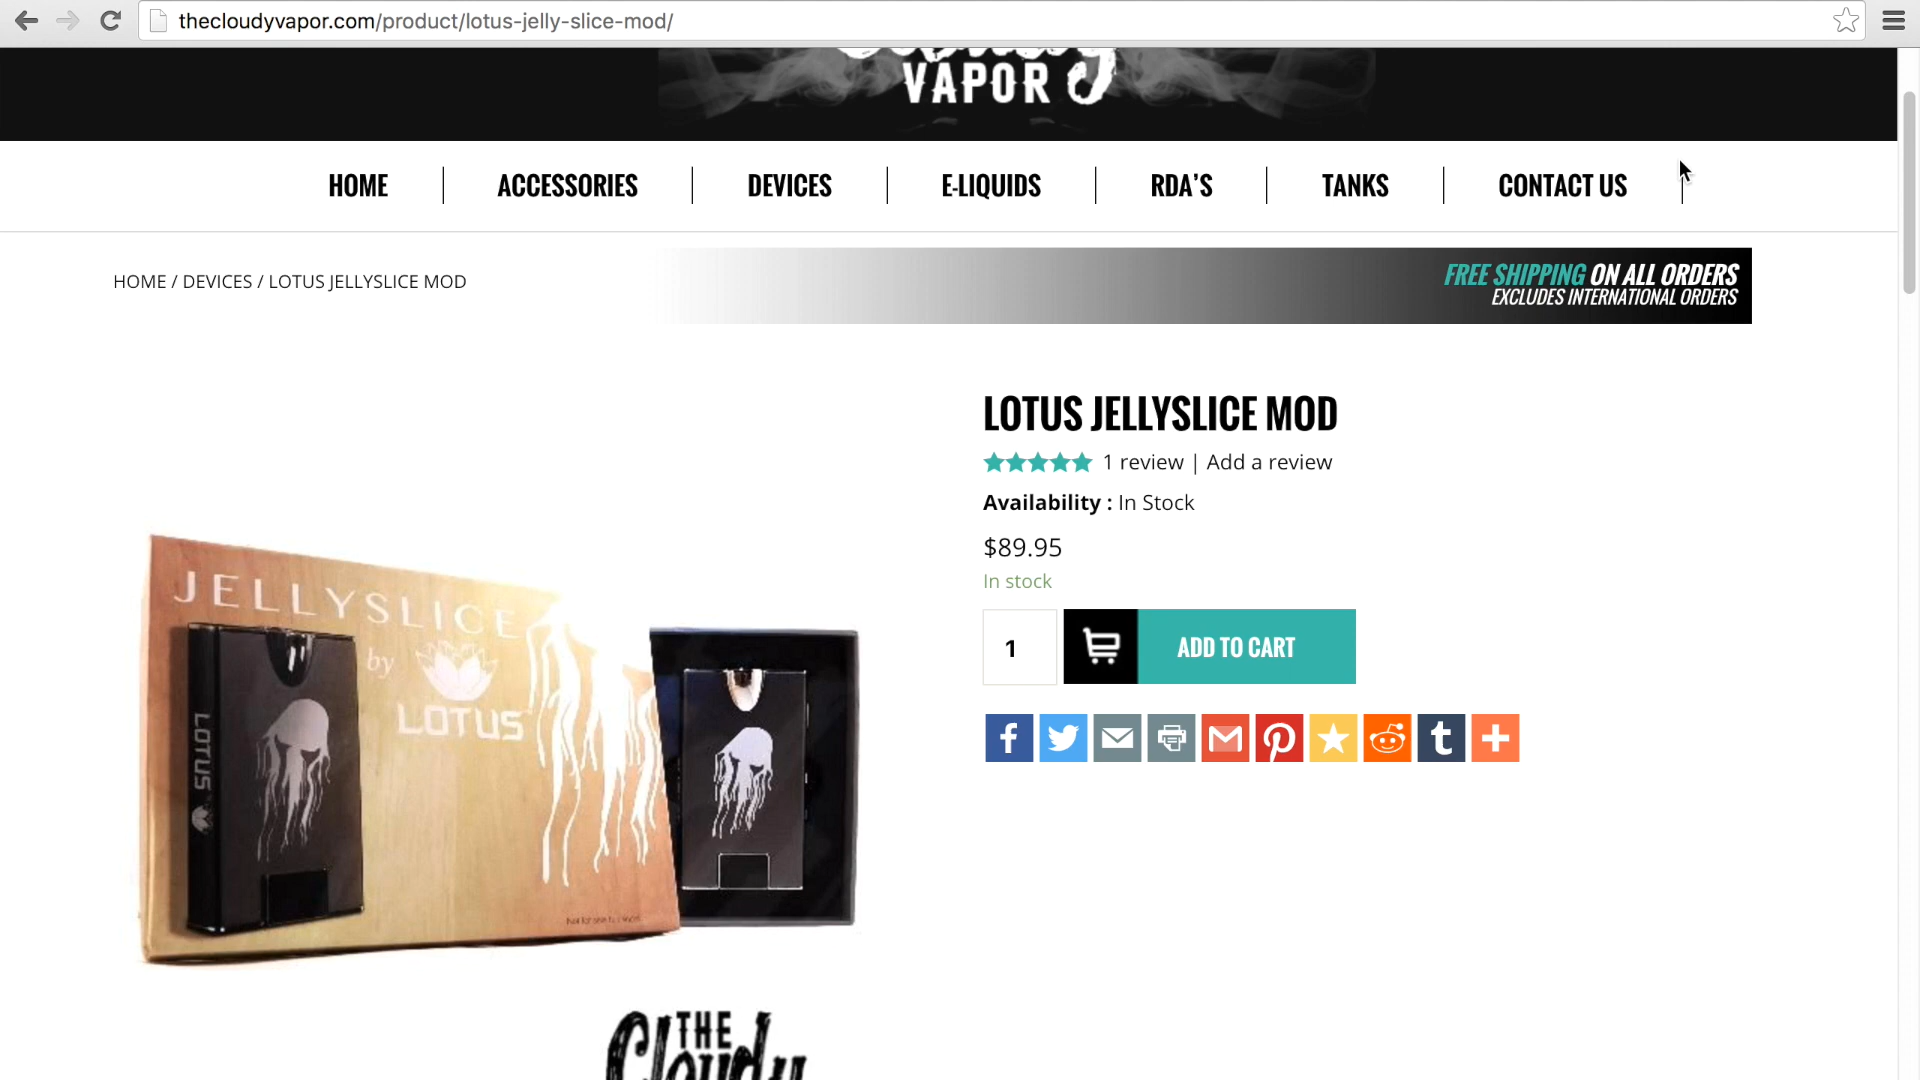 thecloudyvapor.com/product/lotus-jelly-slice-mod/
VAPOR
HOME
ACCESSORIES
DEVICES
E-LIQUIDS
RDA'S
TANKS
CONTACT US
HOME / DEVICES / LOTUS JELLYSLICE MOD
FREE SHIPPING ON ALL ORDERS
EXCLUDES INTERNATIONAL ORDERS
LOTUS JELLYSLICE MOD
1 review | Add a review
Availability : In Stock
$89.95
In stock
1
ADD TO CART
JELLYSLICE
by
LOTUS
LOTUS
THE
Cloudy